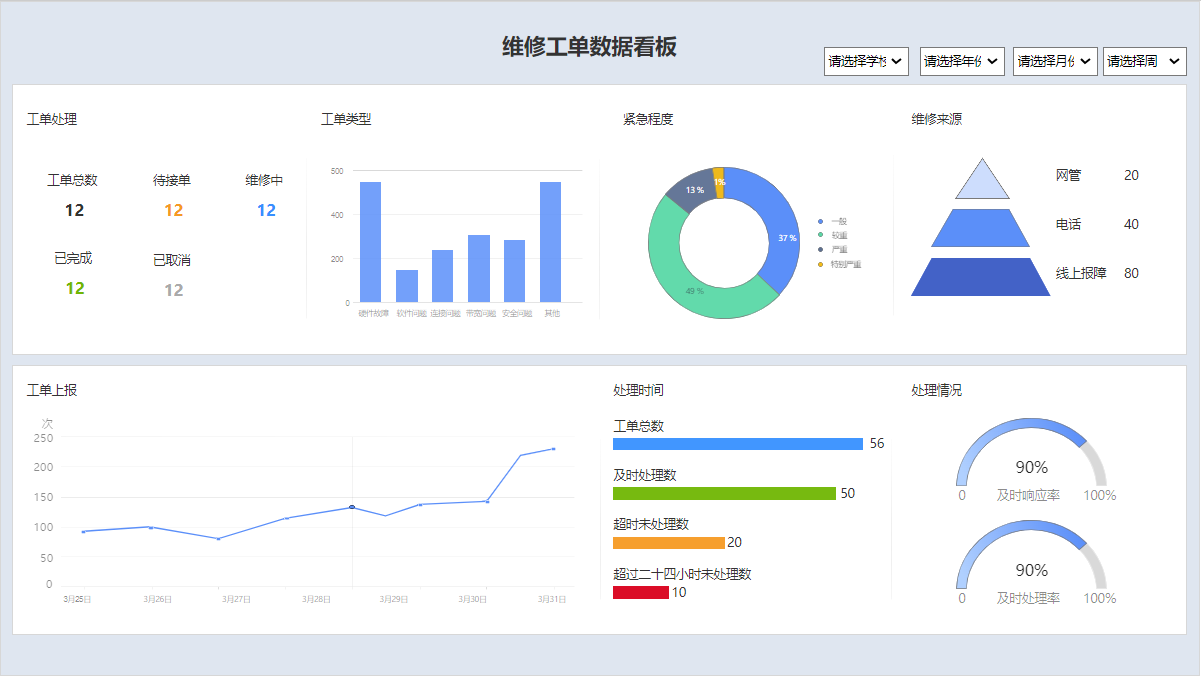 维修工单数据看板
请选择学校
请选择年份
请选择月份
请选择周
工单处理
工单总数
12
待接单
12
维修中
12
已完成
12
已取消
12
工单类型
500
400
200
0
硬件故障 软件问题 连接问题 带宽问题 安全问题 其他
紧急程度
13 %
1%
37 %
49 %
一般
较重
严重
特别严重
维修来源
网管 20
电话 40
线上报障 80
工单上报
次
250
200
150
100
50
0
3月25日 3月26日 3月27日 3月28日 3月29日 3月30日 3月31日
处理时间
工单总数
56
及时处理数
50
超时未处理数
20
超过二十四小时未处理数
10
处理情况
90%
0 及时响应率 100%
90%
0 及时处理率 100%